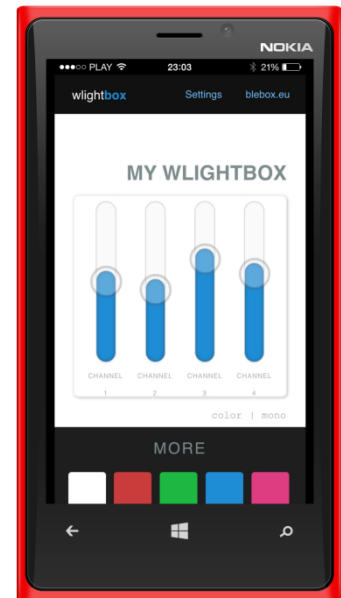 NOKIA
PLAY 23:03 21%
wlightbox Settings blebox.eu
MY WLIGHTBOX
CHANNEL CHANNEL CHANNEL CHANNEL
1 2 3 4
color | mono
MORE